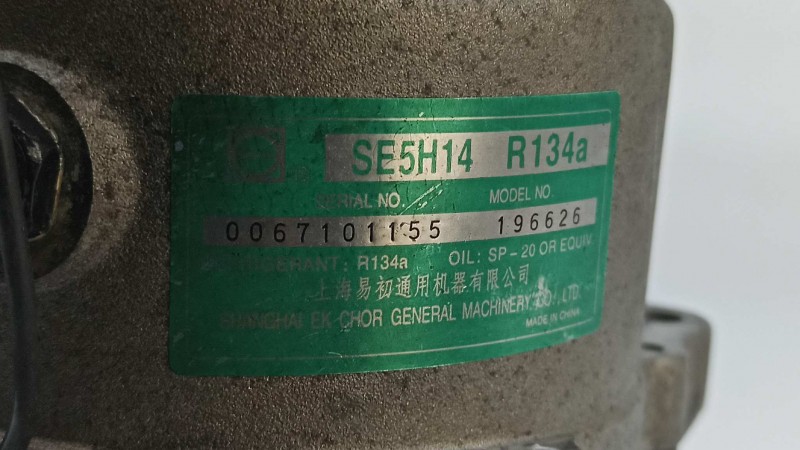 SE5H14 R134a
SERIAL NO. MODEL NO.
0067101155 196626
REFRIGERANT: R134a OIL: SP-20 OR EQUIV
上海易初通用机器有限公司
SHANGHAI EK CHOR GENERAL MACHINERY CO., LTD.
MADE IN CHINA